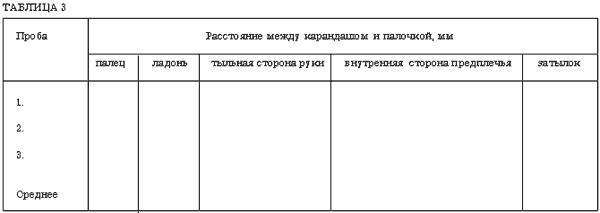 ТАБЛИЦА 3
Проба Расстояние между карандашом и палочкой, мм
палец ладонь тыльная сторона руки внутренняя сторона предплечья затылок
1.
2.
3.
Среднее